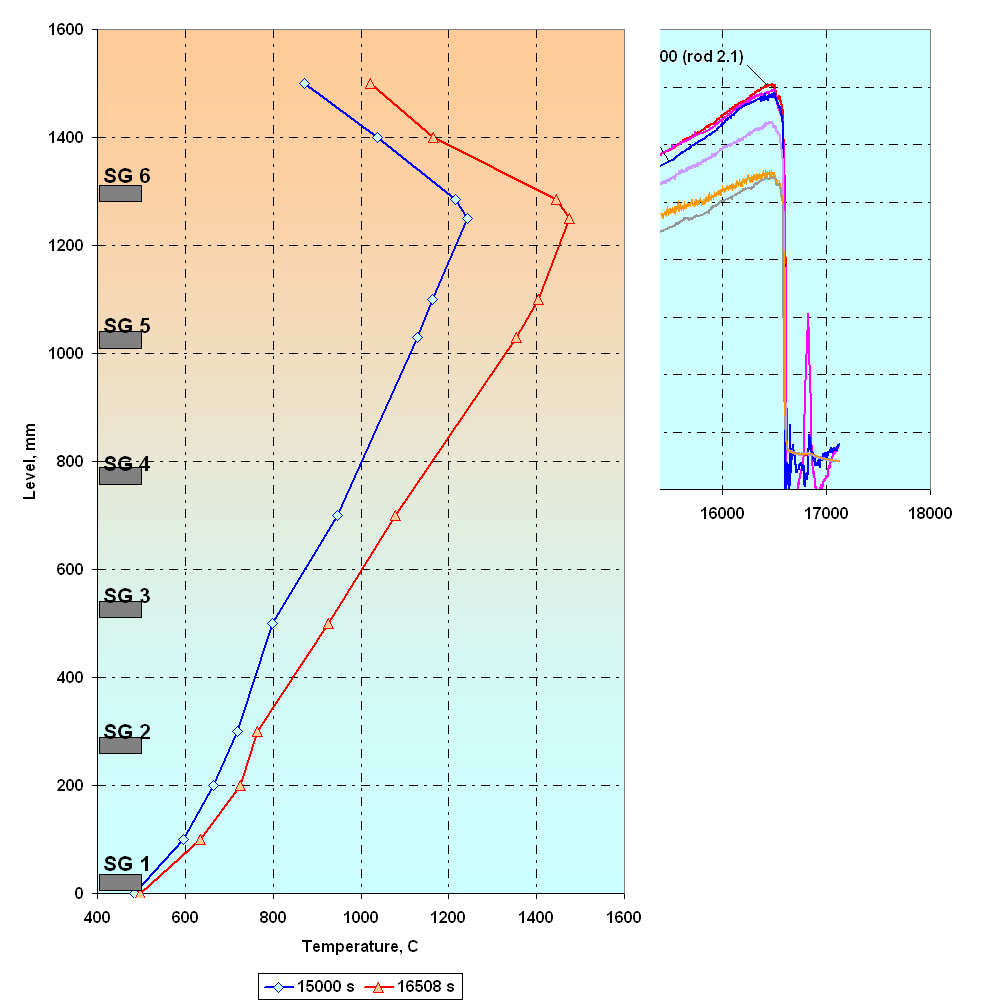 1600
1400
1200
1000
800
600
400
200
0
Level, mm
SG 6
SG 5
SG 4
SG 3
SG 2
SG 1
400 600 800 1000 1200 1400 1600
Temperature, C
15000 s 16508 s
00 (rod 2.1)
16000 17000 18000